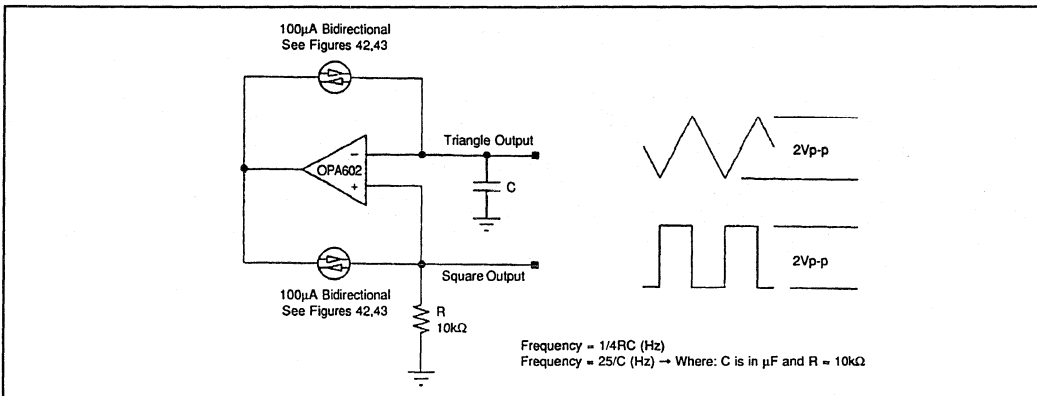 100µA Bidirectional
See Figures 42,43
Triangle Output
−
OPA602
+
C
2Vp-p
Square Output
2Vp-p
100µA Bidirectional
See Figures 42,43
R
10kΩ
Frequency = 1/4RC (Hz)
Frequency = 25/C (Hz) → Where: C is in µF and R = 10kΩ